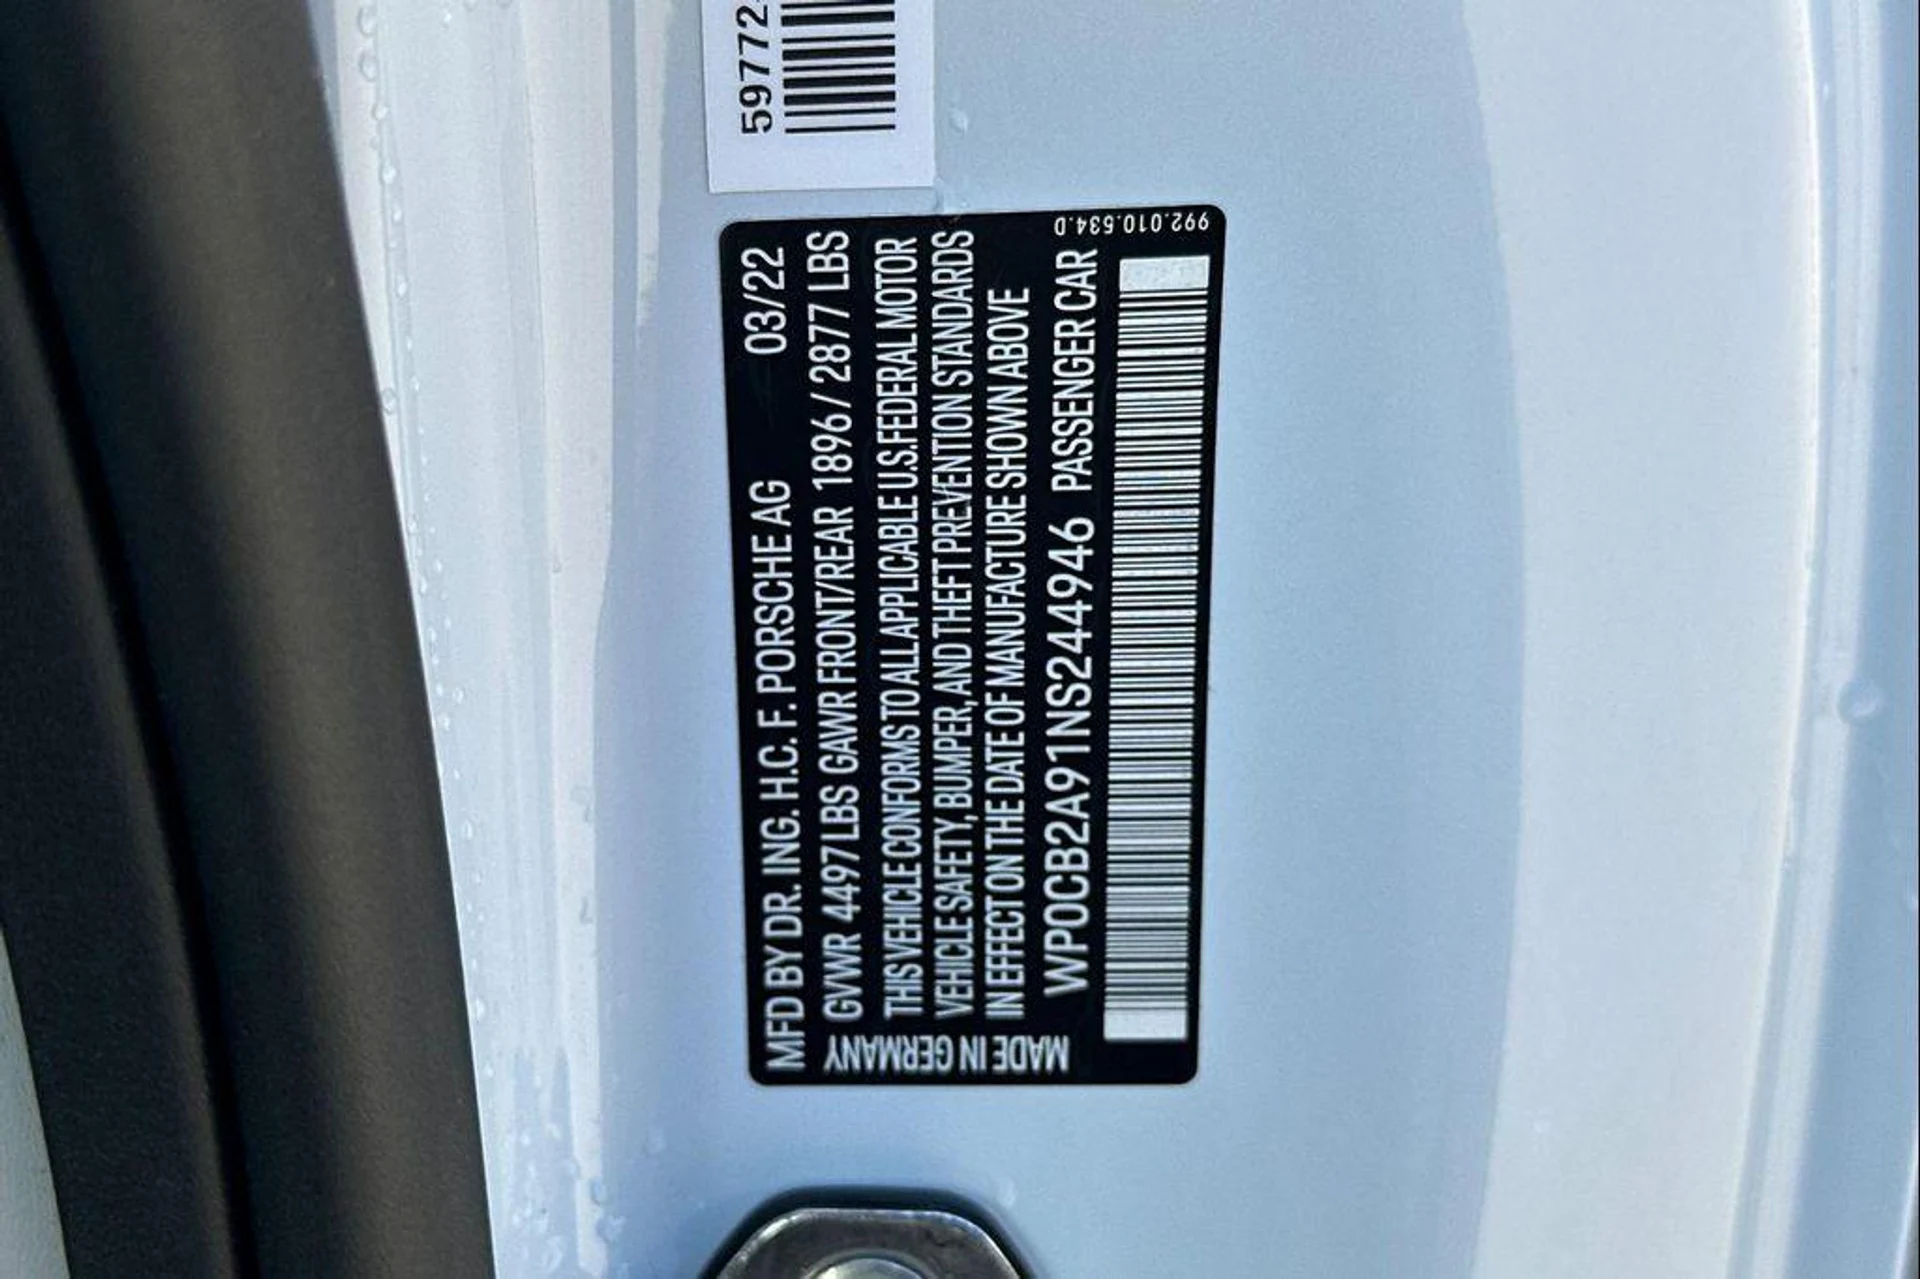 59772
MFD BY DR. ING. H.C. F. PORSCHE AG 03/22
GVWR 4497 LBS GAWR FRONT/REAR 1896/2877 LBS
THIS VEHICLE CONFORMS TO ALL APPLICABLE U.S. FEDERAL MOTOR
VEHICLE SAFETY, BUMPER, AND THEFT PREVENTION STANDARDS
IN EFFECT ON THE DATE OF MANUFACTURE SHOWN ABOVE
WP0CB2A91NS244946 PASSENGER CAR
MADE IN GERMANY
992.010.534.D